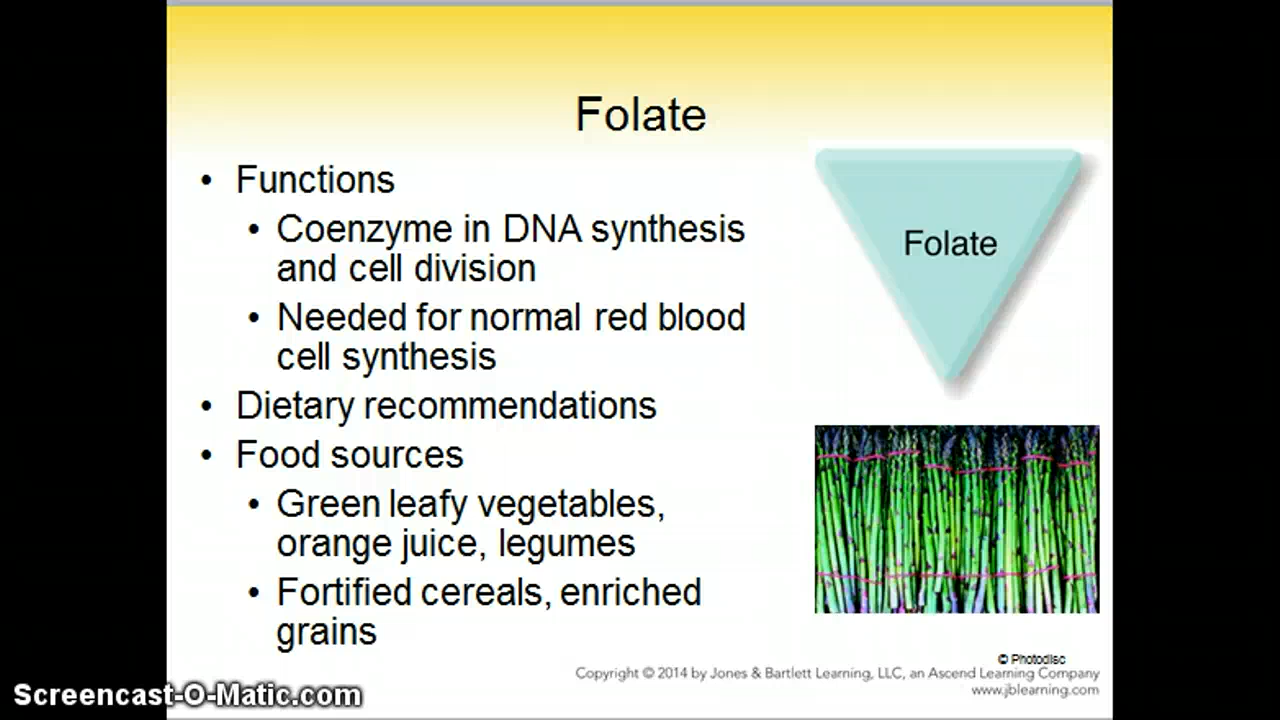 Folate
• Functions
• Coenzyme in DNA synthesis
and cell division
• Needed for normal red blood
cell synthesis
• Dietary recommendations
• Food sources
• Green leafy vegetables,
orange juice, legumes
• Fortified cereals, enriched
grains
Folate
© Photodisc
Copyright © 2014 by Jones & Bartlett Learning, LLC, an Ascend Learning Company
www.jblearning.com
Screencast-O-Matic.com